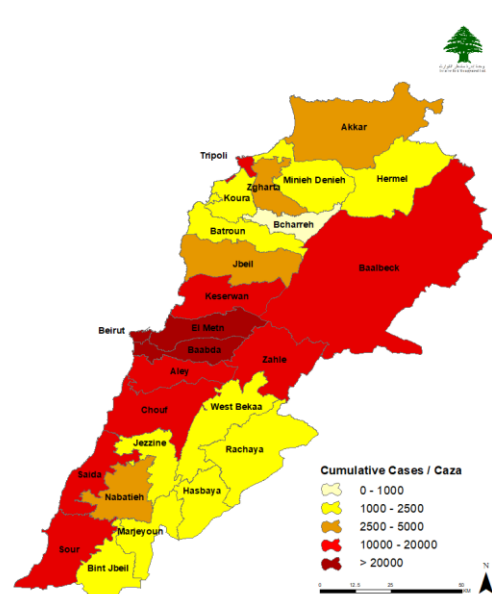 Akkar
Tripoli
Zgharta
Minieh Denieh
Hermel
Koura
Bcharreh
Batroun
Jbeil
Baalbeck
Keserwan
Beirut
El Metn
Baabda
Zahle
Aley
Chouf
West Bekaa
Jezzine
Rachaya
Saida
Nabatieh
Hasbaya
Marjeyoun
Sour
Bint Jbeil
Cumulative Cases / Caza
0 - 1000
1000 - 2500
2500 - 5000
10000 - 20000
> 20000
N
0 12.5 25 50
KM